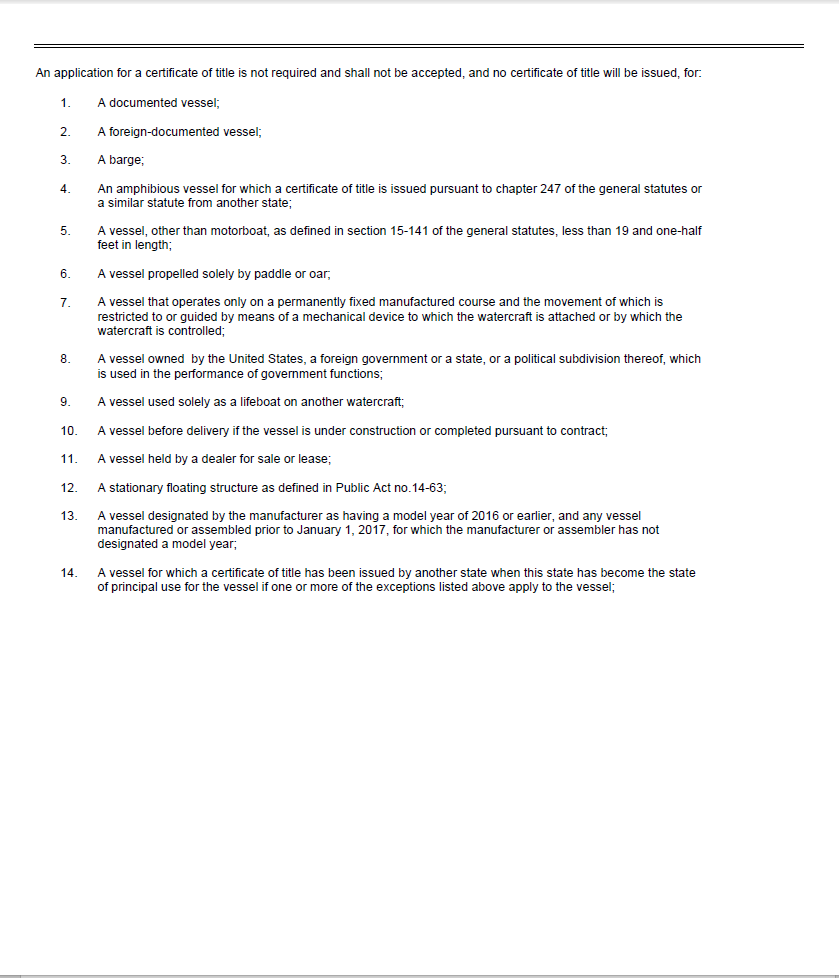 An application for a certificate of title is not required and shall not be accepted, and no certificate of title will be issued, for:
1. A documented vessel;
2. A foreign-documented vessel;
3. A barge;
4. An amphibious vessel for which a certificate of title is issued pursuant to chapter 247 of the general statutes or
a similar statute from another state;
5. A vessel, other than motorboat, as defined in section 15-141 of the general statutes, less than 19 and one-half
feet in length;
6. A vessel propelled solely by paddle or oar;
7. A vessel that operates only on a permanently fixed manufactured course and the movement of which is
restricted to or guided by means of a mechanical device to which the watercraft is attached or by which the
watercraft is controlled;
8. A vessel owned  by the United States, a foreign government or a state, or a political subdivision thereof, which
is used in the performance of government functions;
9. A vessel used solely as a lifeboat on another watercraft;
10. A vessel before delivery if the vessel is under construction or completed pursuant to contract;
11. A vessel held by a dealer for sale or lease;
12. A stationary floating structure as defined in Public Act no.14-63;
13. A vessel designated by the manufacturer as having a model year of 2016 or earlier, and any vessel
manufactured or assembled prior to January 1, 2017, for which the manufacturer or assembler has not
designated a model year;
14. A vessel for which a certificate of title has been issued by another state when this state has become the state
of principal use for the vessel if one or more of the exceptions listed above apply to the vessel;